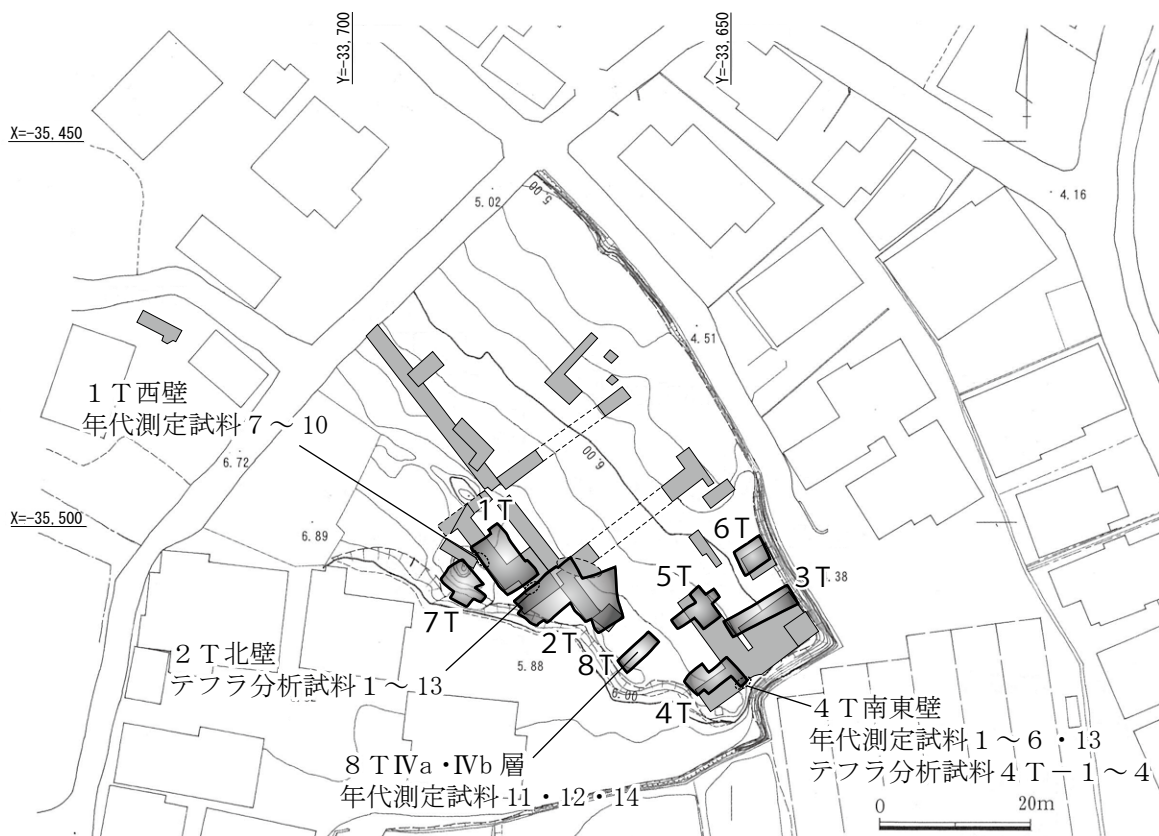 Y=-33,700
Y=-33,650
X=-35,450
5.00
5.02
4.16
4.51
1T西壁
年代測定試料7～10
6.72
6.00
X=-35,500
1T
6.89
6T
5T
3T
.38
7T
2T
2T北壁
テフラ分析試料1～13
5.88
8T
6.00
4T
4T南東壁
年代測定試料1～6・13
テフラ分析試料4T－1～4
8TⅣa・Ⅳb層
年代測定試料11・12・14
0
20m